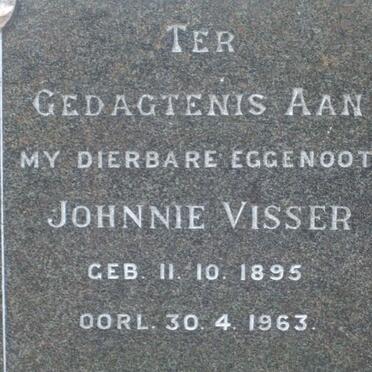 TER
GEDAGTENIS AAN
MY DIERBARE EGGENOOT
JOHNNIE VISSER
GEB. 11. 10. 1895
OORL. 30. 4. 1963.